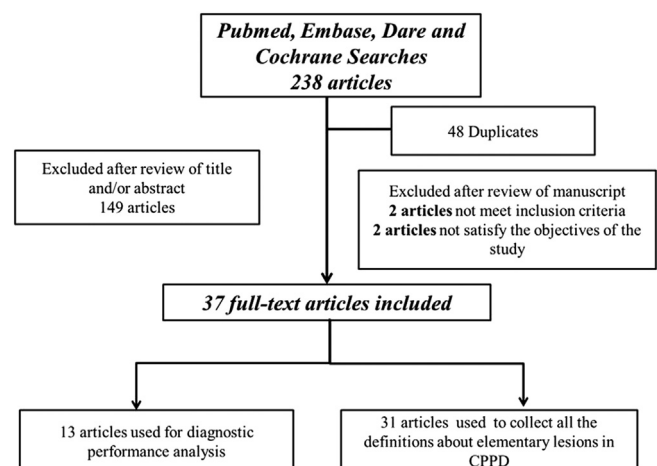 Pubmed, Embase, Dare and
Cochrane Searches
238 articles
48 Duplicates
Excluded after review of title
and/or abstract
149 articles
Excluded after review of manuscript
2 articles not meet inclusion criteria
2 articles not satisfy the objectives of the
study
37 full-text articles included
13 articles used for diagnostic
performance analysis
31 articles used to collect all the
definitions about elementary lesions in
CPPD